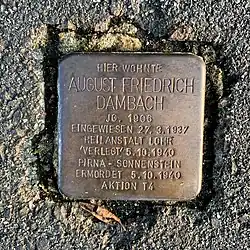 HIER WOHNTE
AUGUST FRIEDRICH
DAMBACH
JG. 1906
EINGEWIESEN 27.3.1937
HEILANSTALT LOHR
'VERLEGT' 5.10.1940
PIRNA-SONNENSTEIN
ERMORDET 5.10.1940
AKTION T4